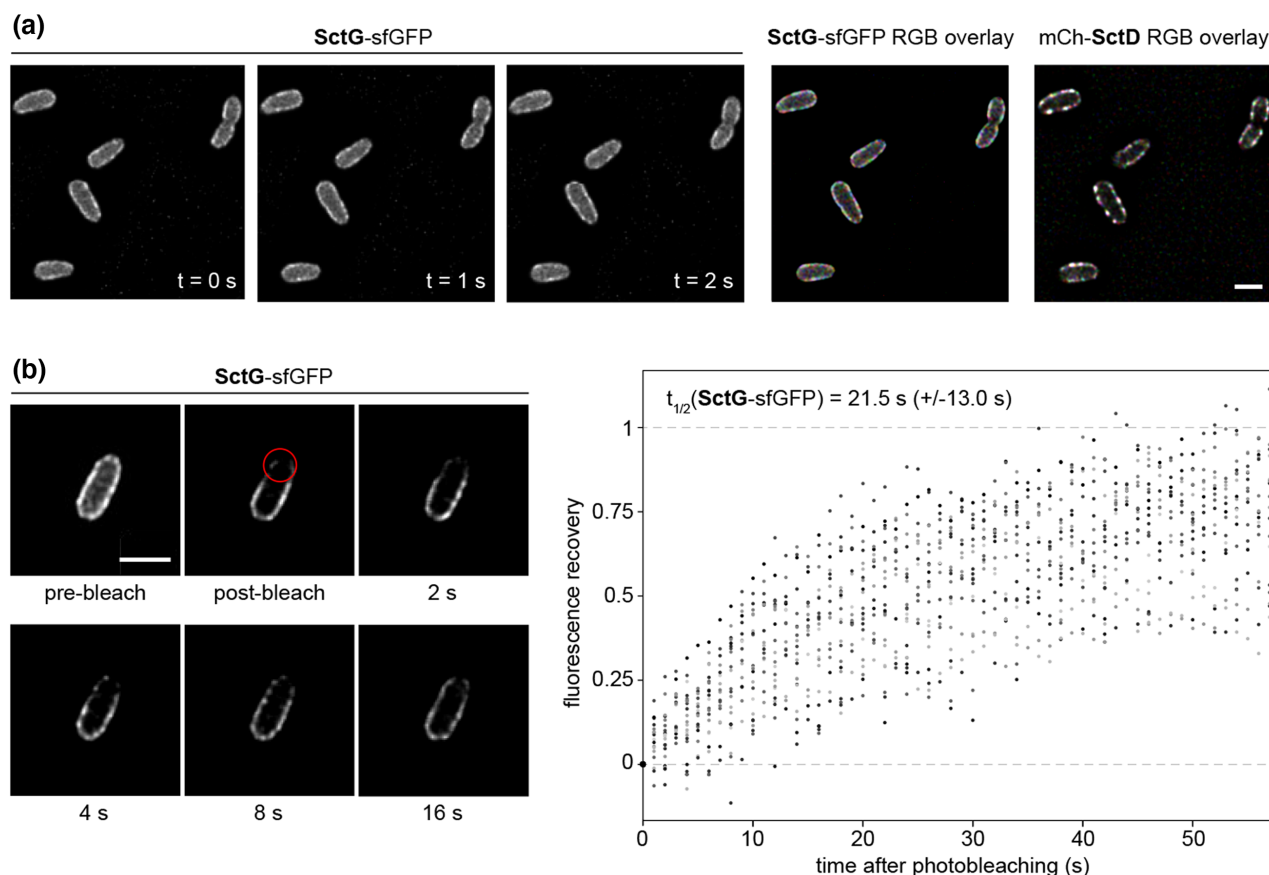 (a)
SctG-sfGFP
SctG-sfGFP RGB overlay
mCh-SctD RGB overlay
t = 0 s
t = 1 s
t = 2 s
(b)
SctG-sfGFP
pre-bleach
post-bleach
2 s
4 s
8 s
16 s
t1/2(SctG-sfGFP) = 21.5 s (+/-13.0 s)
fluorescence recovery
1
0.75
0.5
0.25
0
0 10 20 30 40 50
time after photobleaching (s)